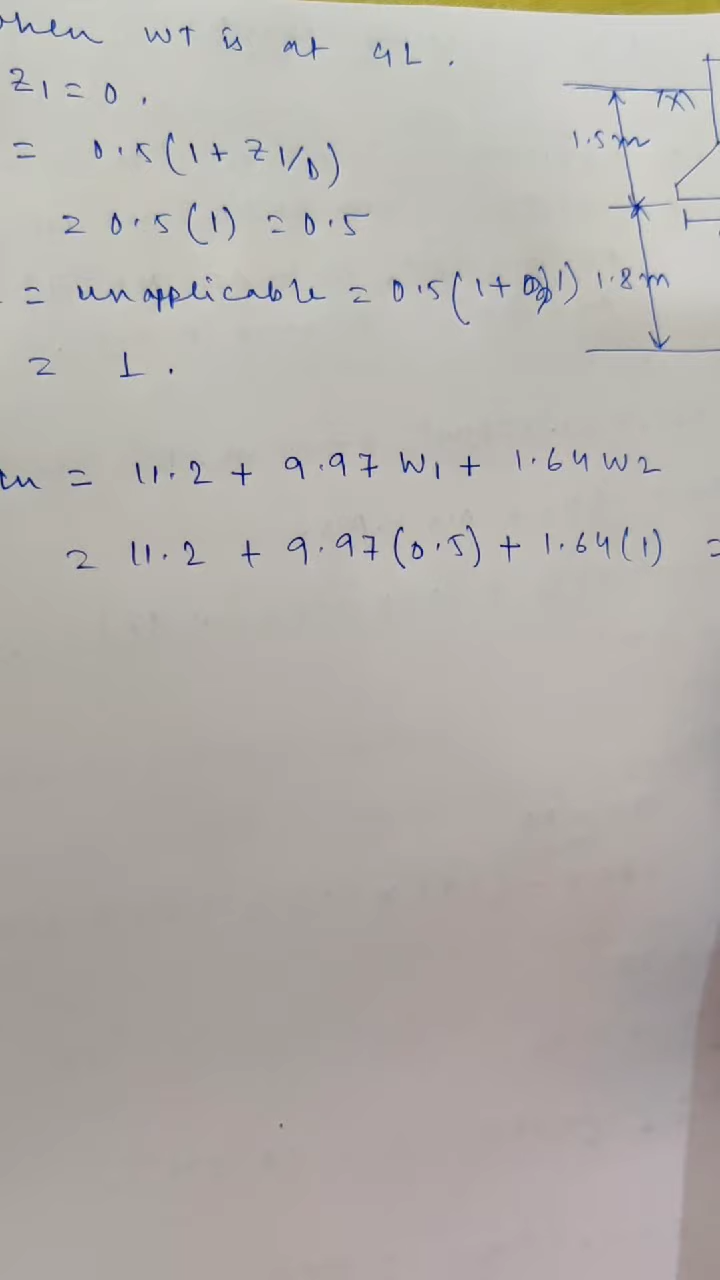 when WT is at GL.
Z1 = 0.
= 0.5(1 + Z1/D)
= 0.5(1) = 0.5
= unapplicable = 0.5(1+ 1)
= 1.
1.5m
1.8m
= 11.2 + 9.97 W1 + 1.64 W2
= 11.2 + 9.97(0.5) + 1.64(1) =